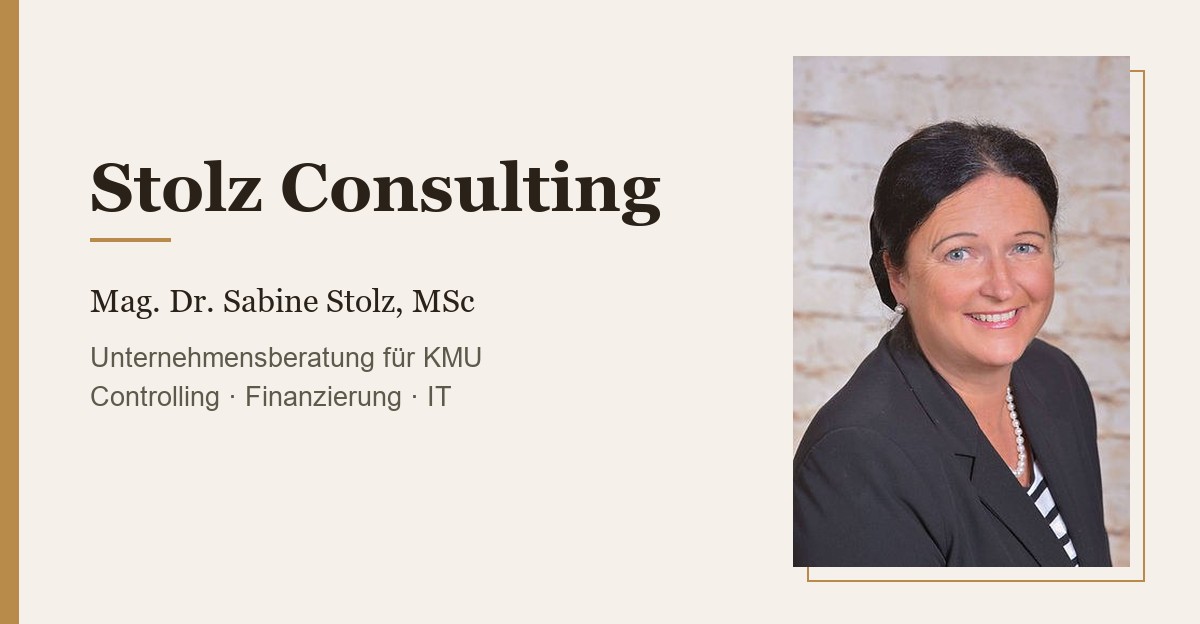 Stolz Consulting
Mag. Dr. Sabine Stolz, MSc
Unternehmensberatung für KMU
Controlling · Finanzierung · IT